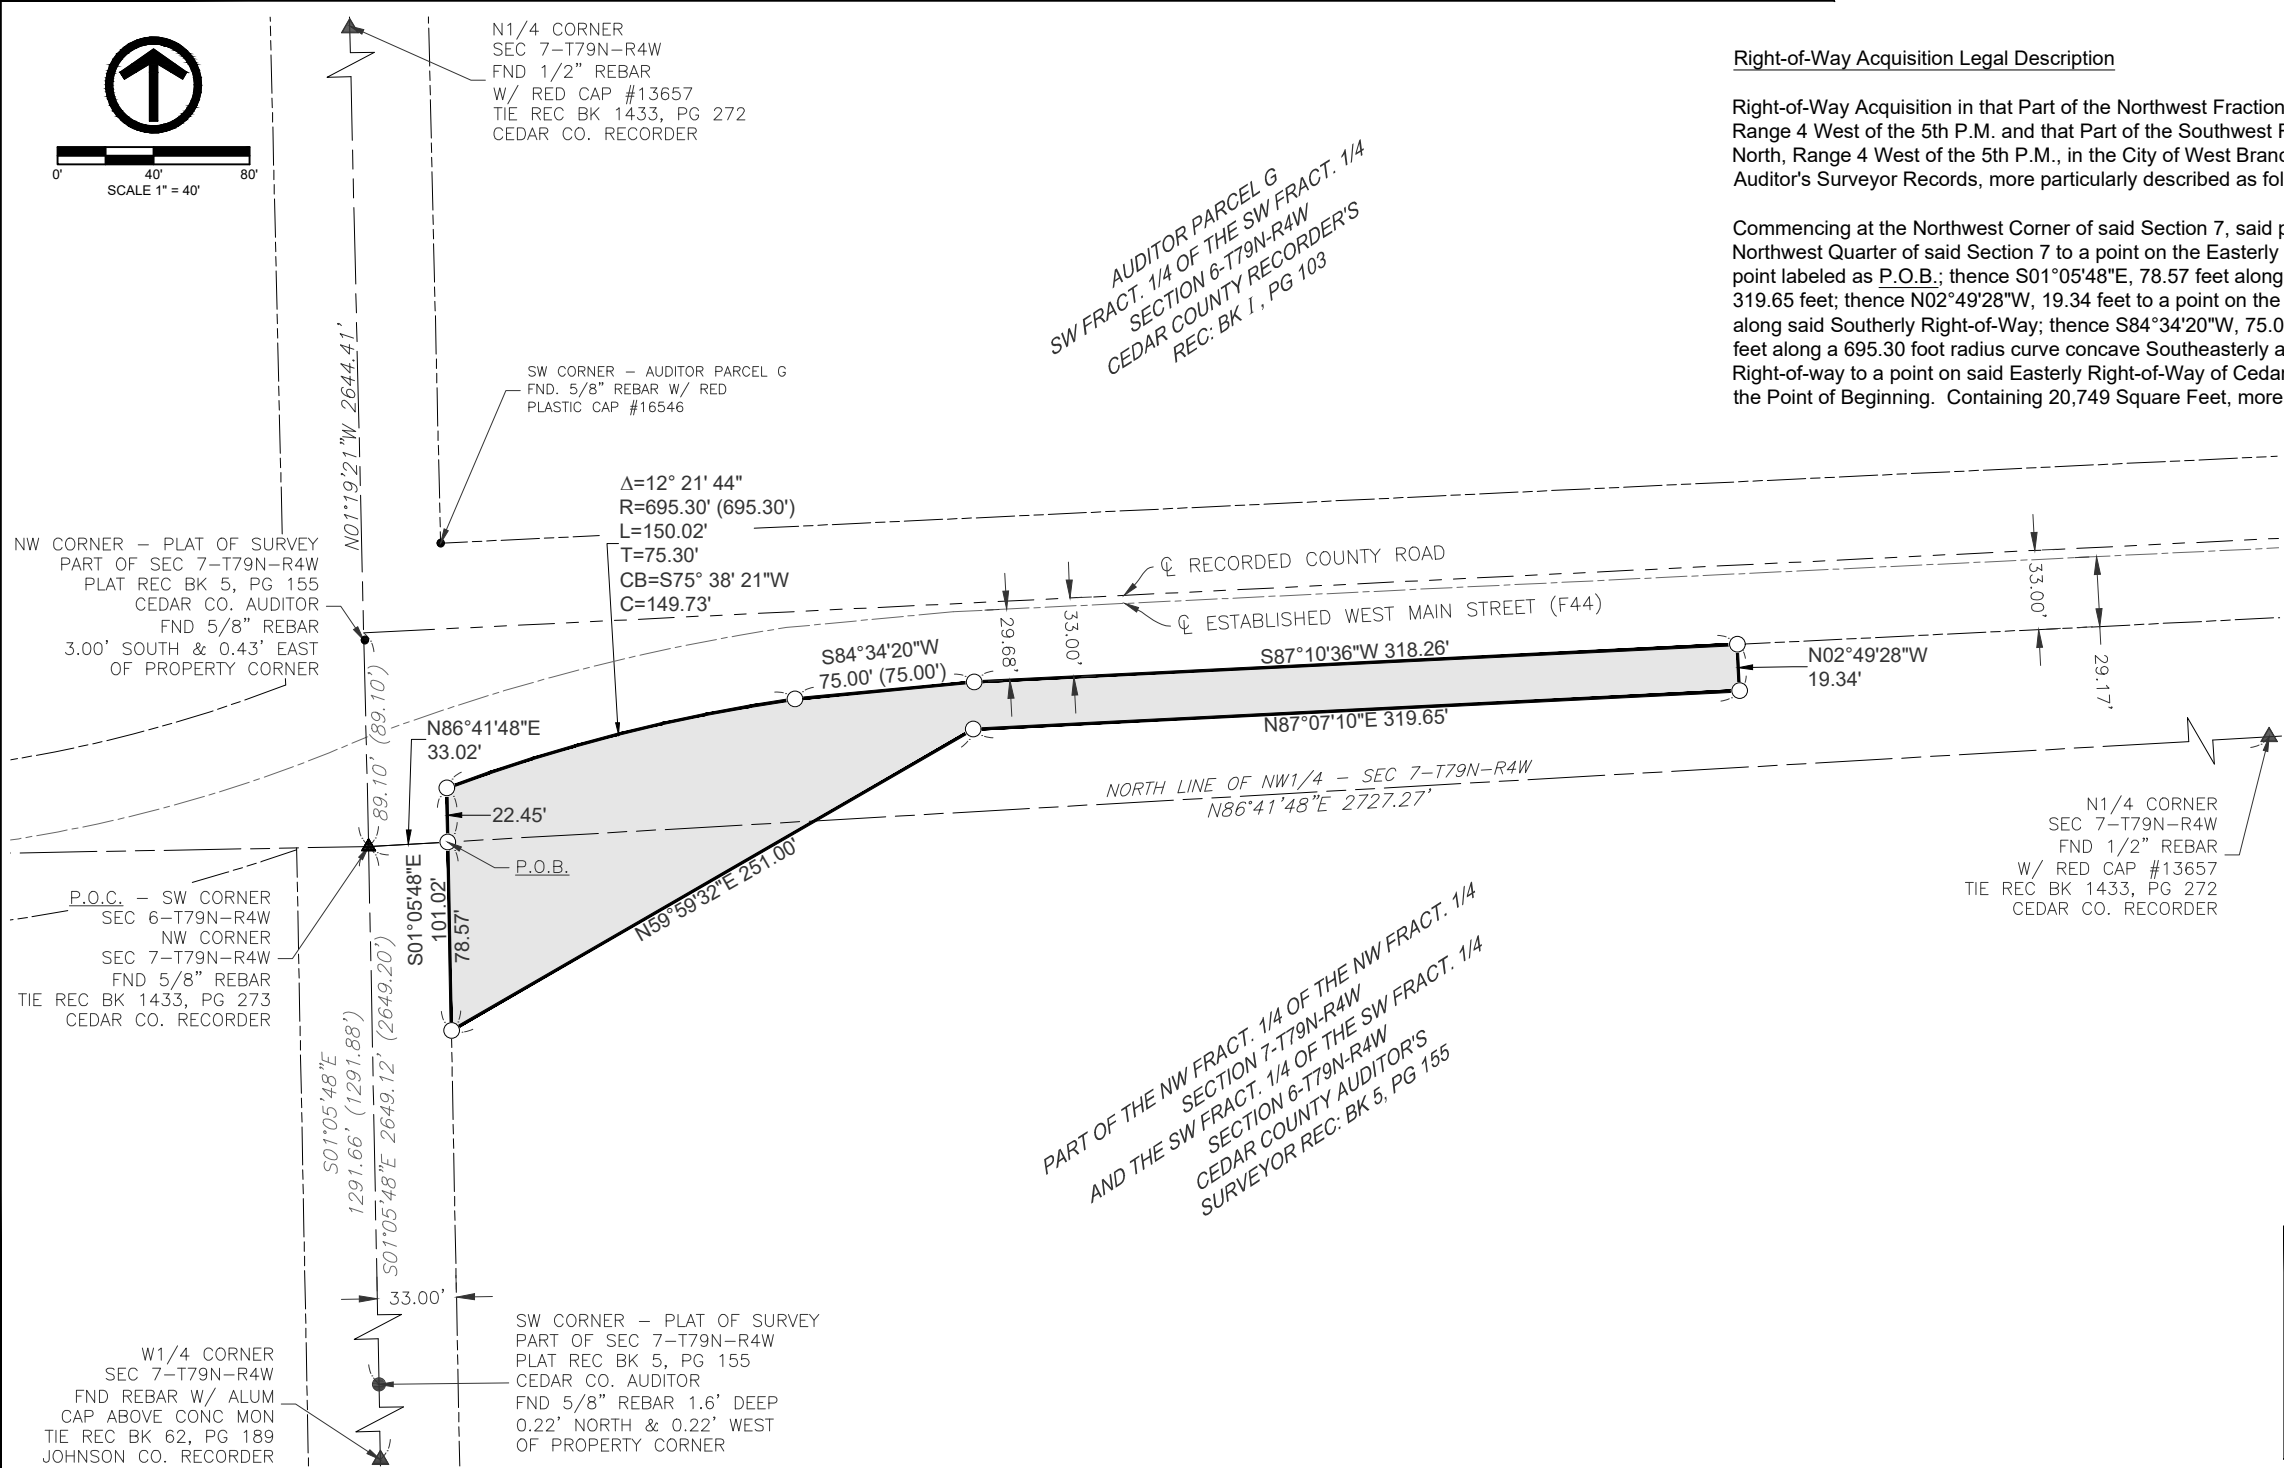 N1/4 CORNER
SEC 7-T79N-R4W
FND 1/2" REBAR
W/ RED CAP #13657
TIE REC BK 1433, PG 272
CEDAR CO. RECORDER
0' 40' 80'
SCALE 1" = 40'
Right-of-Way Acquisition Legal Description
Right-of-Way Acquisition in that Part of the Northwest Fraction
Range 4 West of the 5th P.M. and that Part of the Southwest
North, Range 4 West of the 5th P.M., in the City of West
Auditor's Surveyor Records, more particularly described as
Commencing at the Northwest Corner of said Section 7, said
Northwest Quarter of said Section 7 to a point on the Easterly
point labeled as P.O.B.; thence S01°05'48"E, 78.57 feet along
319.65 feet; thence N02°49'28"W, 19.34 feet to a point on the
along said Southerly Right-of-Way; thence S84°34'20"W, 75.0
feet along a 695.30 foot radius curve concave Southeasterly a
Right-of-way to a point on said Easterly Right-of-Way of Cedar
the Point of Beginning. Containing 20,749 Square Feet, more
AUDITOR PARCEL G
SW FRACT. 1/4 OF THE SW FRACT. 1/4
SECTION 6-T79N-R4W
CEDAR COUNTY RECORDER'S
REC: BK I, PG 103
N01°19'21"W 2644.41'
SW CORNER - AUDITOR PARCEL G
FND. 5/8" REBAR W/ RED
PLASTIC CAP #16546
Δ=12° 21' 44"
R=695.30' (695.30')
L=150.02'
T=75.30'
CB=S75° 38' 21"W
C=149.73'
NW CORNER - PLAT OF SURVEY
PART OF SEC 7-T79N-R4W
PLAT REC BK 5, PG 155
CEDAR CO. AUDITOR
FND 5/8" REBAR
3.00' SOUTH & 0.43' EAST
OF PROPERTY CORNER
℄ RECORDED COUNTY ROAD
℄ ESTABLISHED WEST MAIN STREET (F44)
29.68'
33.00'
33.00'
29.17'
S84°34'20"W
75.00' (75.00')
S87°10'36"W 318.26'
N02°49'28"W
19.34'
N87°07'10"E 319.65'
89.10' (89.10')
N86°41'48"E
33.02'
22.45'
P.O.B.
NORTH LINE OF NW1/4 - SEC 7-T79N-R4W
N86°41'48"E 2727.27'
N1/4 CORNER
SEC 7-T79N-R4W
FND 1/2" REBAR
W/ RED CAP #13657
TIE REC BK 1433, PG 272
CEDAR CO. RECORDER
S01°05'48"E
101.02'
78.57'
N59°59'32"E 251.00'
P.O.C. - SW CORNER
SEC 6-T79N-R4W
NW CORNER
SEC 7-T79N-R4W
FND 5/8" REBAR
TIE REC BK 1433, PG 273
CEDAR CO. RECORDER
PART OF THE NW FRACT. 1/4 OF THE NW FRACT. 1/4
SECTION 7-T79N-R4W
AND THE SW FRACT. 1/4 OF THE SW FRACT. 1/4
SECTION 6-T79N-R4W
CEDAR COUNTY AUDITOR'S
SURVEYOR REC: BK 5, PG 155
S01°05'48"E
1291.66' (1291.88')
S01°05'48"E 2649.12' (2649.20')
33.00'
SW CORNER - PLAT OF SURVEY
PART OF SEC 7-T79N-R4W
PLAT REC BK 5, PG 155
CEDAR CO. AUDITOR
FND 5/8" REBAR 1.6' DEEP
0.22' NORTH & 0.22' WEST
OF PROPERTY CORNER
W1/4 CORNER
SEC 7-T79N-R4W
FND REBAR W/ ALUM
CAP ABOVE CONC MON
TIE REC BK 62, PG 189
JOHNSON CO. RECORDER